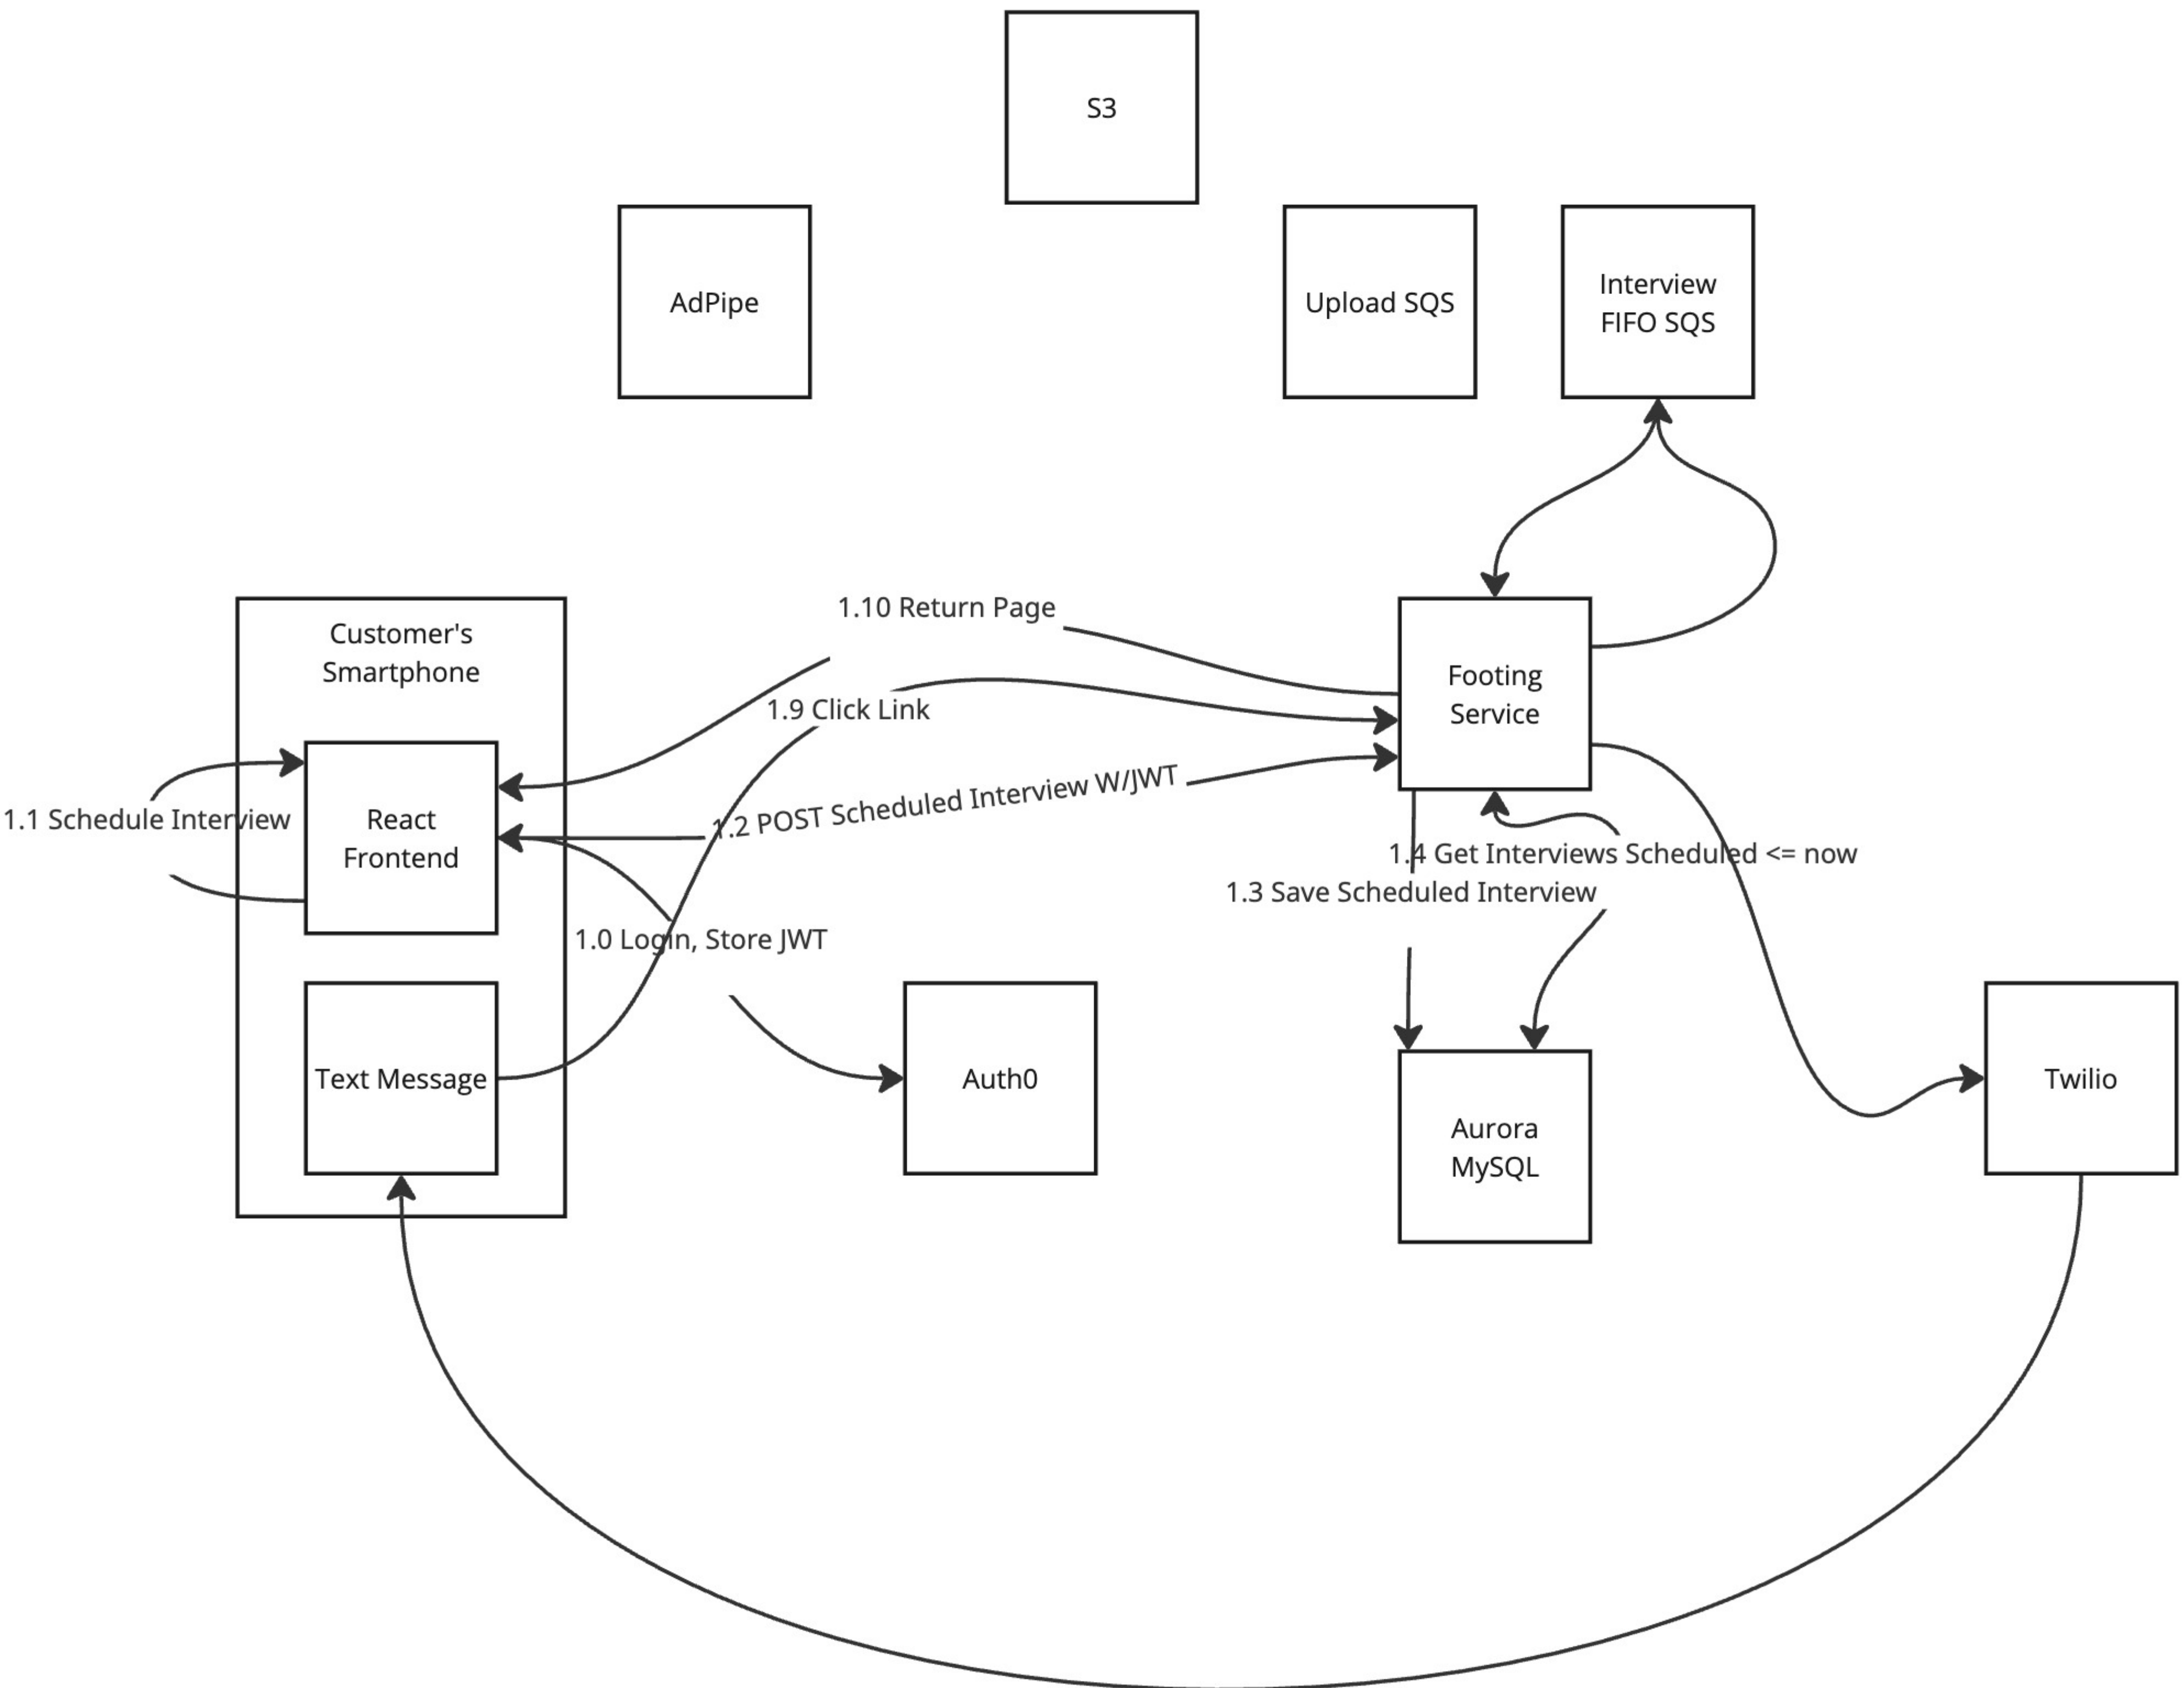 S3
AdPipe
Upload SQS
Interview
FIFO SQS
1.10 Return Page
Customer's
Smartphone
Footing
Service
1.9 Click Link
1.2 POST Scheduled Interview W/JWT
1.1 Schedule Interview
React
Frontend
1.4 Get Interviews Scheduled <= now
1.3 Save Scheduled Interview
1.0 Login, Store JWT
Text Message
Auth0
Aurora
MySQL
Twilio